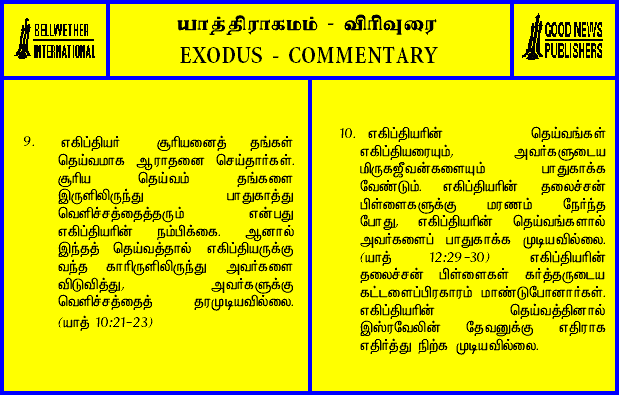 BELLWETHER
INTERNATIONAL
யாத்திராகமம் - விரிவுரை
EXODUS - COMMENTARY
GOOD NEWS
PUBLISHERS
9. எகிப்தியர் சூரியனைத் தங்கள்
தெய்வமாக ஆராதனை செய்தார்கள்.
சூரிய தெய்வம் தங்களை
இருளிலிருந்து பாதுகாத்து
வெளிச்சத்தைத்தரும் என்பது
எகிப்தியரின் நம்பிக்கை. ஆனால்
இந்தத் தெய்வத்தால் எகிப்தியருக்கு
வந்த காரிருளிலிருந்து அவர்களை
விடுவித்து, அவர்களுக்கு
வெளிச்சத்தைத் தரமுடியவில்லை.
(யாத் 10:21-23)
10. எகிப்தியரின் தெய்வங்கள்
எகிப்தியரையும், அவர்களுடைய
மிருகஜீவன்களையும் பாதுகாக்க
வேண்டும். எகிப்தியரின் தலைச்சன்
பிள்ளைகளுக்கு மரணம் நேர்ந்த
போது, எகிப்தியரின் தெய்வங்களால்
அவர்களைப் பாதுகாக்க முடியவில்லை.
(யாத் 12:29-30) எகிப்தியரின்
தலைச்சன் பிள்ளைகள் கர்த்தருடைய
கட்டளைப்பிரகாரம் மாண்டுபோனார்கள்.
எகிப்தியரின் தெய்வத்தினால்
இஸ்ரவேலின் தேவனுக்கு எதிராக
எதிர்த்து நிற்க முடியவில்லை.